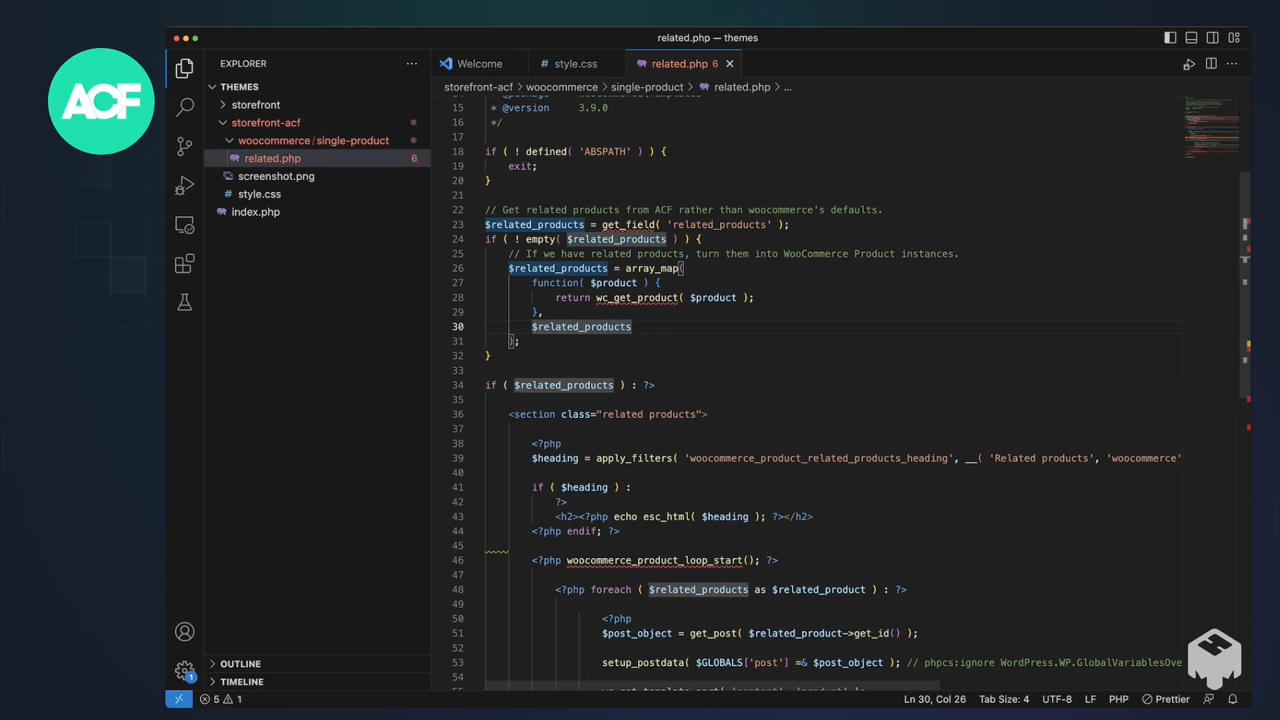 related.php — themes
ACF
EXPLORER
THEMES
storefront
storefront-acf
woocommerce / single-product
related.php 6
screenshot.png
style.css
index.php
OUTLINE
TIMELINE
Welcome
style.css
related.php 6
storefront-acf > woocommerce > single-product > related.php > ...
15 * @version 3.9.0
16 */
17
18 if ( ! defined( 'ABSPATH' ) ) {
19 exit;
20 }
21
22 // Get related products from ACF rather than woocommerce's defaults.
23 $related_products = get_field( 'related_products' );
24 if ( ! empty( $related_products ) ) {
25 // If we have related products, turn them into WooCommerce Product instances.
26 $related_products = array_map(
27 function( $product ) {
28 return wc_get_product( $product );
29 },
30 $related_products
31 );
32 }
33
34 if ( $related_products ) : ?>
35
36 <section class="related products">
37
38 <?php
39 $heading = apply_filters( 'woocommerce_product_related_products_heading', __( 'Related products', 'woocommerce'
40
41 if ( $heading ) :
42 ?>
43 <h2><?php echo esc_html( $heading ); ?></h2>
44 <?php endif; ?>
45
46 <?php woocommerce_product_loop_start(); ?>
47
48 <?php foreach ( $related_products as $related_product ) : ?>
49
50 <?php
51 $post_object = get_post( $related_product->get_id() );
52
53 setup_postdata( $GLOBALS['post'] =& $post_object ); // phpcs:ignore WordPress.WP.GlobalVariablesOve
54
5 1
Ln 30, Col 26 Tab Size: 4 UTF-8 LF PHP Prettier
1